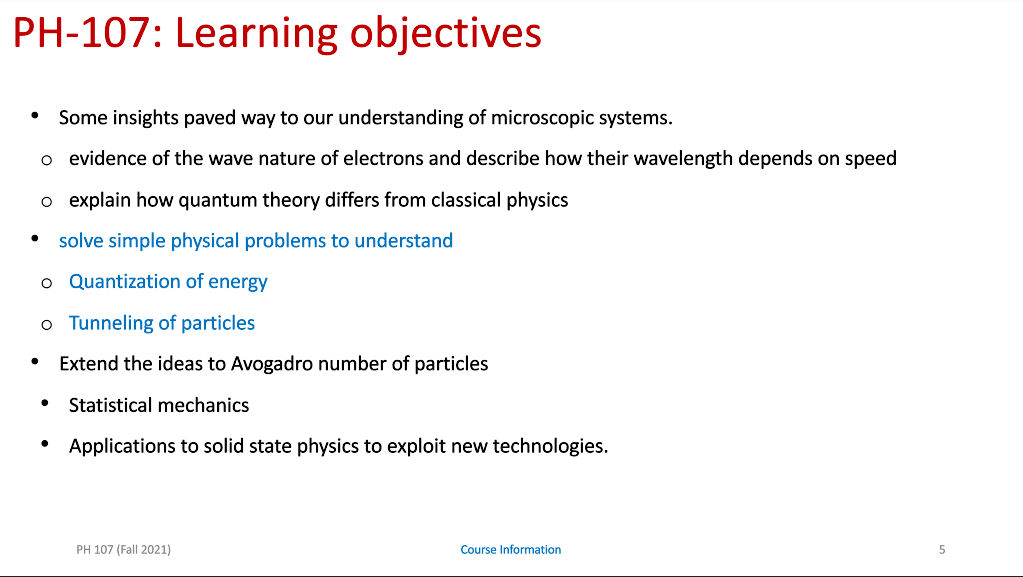 PH-107: Learning objectives
• Some insights paved way to our understanding of microscopic systems.
o evidence of the wave nature of electrons and describe how their wavelength depends on speed
o explain how quantum theory differs from classical physics
• solve simple physical problems to understand
o Quantization of energy
o Tunneling of particles
• Extend the ideas to Avogadro number of particles
• Statistical mechanics
• Applications to solid state physics to exploit new technologies.
PH 107 (Fall 2021)
Course Information
5